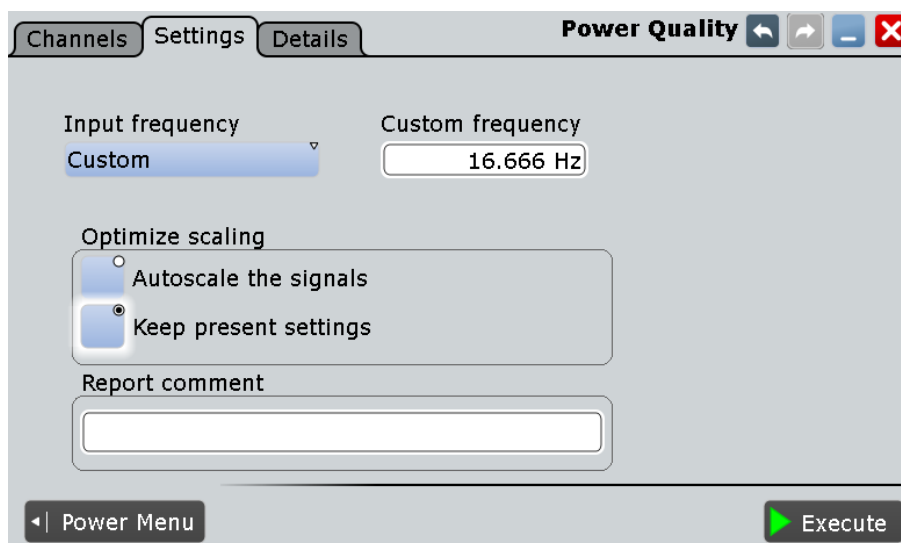 Channels Settings Details Power Quality
Input frequency Custom frequency
Custom 16.666 Hz
Optimize scaling
Autoscale the signals
Keep present settings
Report comment
Power Menu Execute